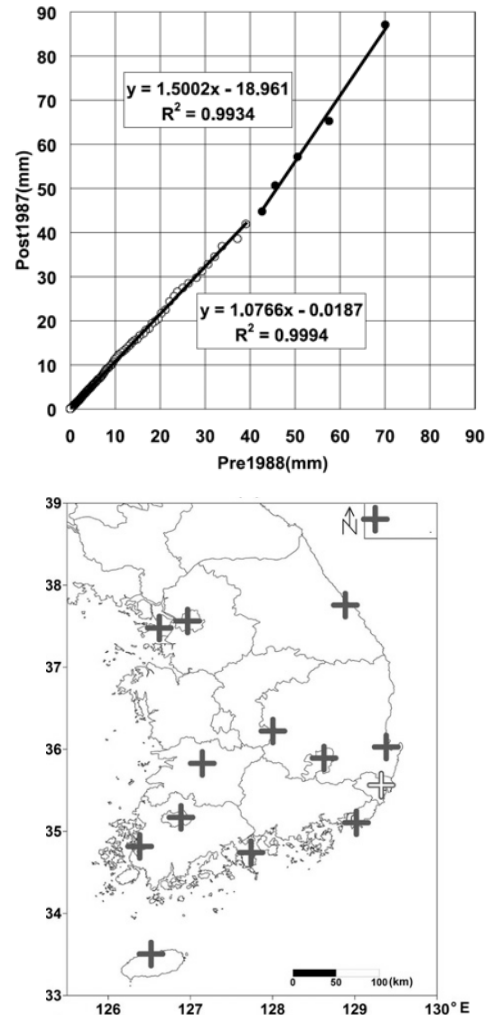 90
80
70
60
50
40
30
20
10
0
Post1987(mm)
y = 1.5002x - 18.961
R² = 0.9934
y = 1.0766x - 0.0187
R² = 0.9994
0 10 20 30 40 50 60 70 80 90
Pre1988(mm)
39
38
37
36
35
34
33
N
0 50 100(km)
126 127 128 129 130° E